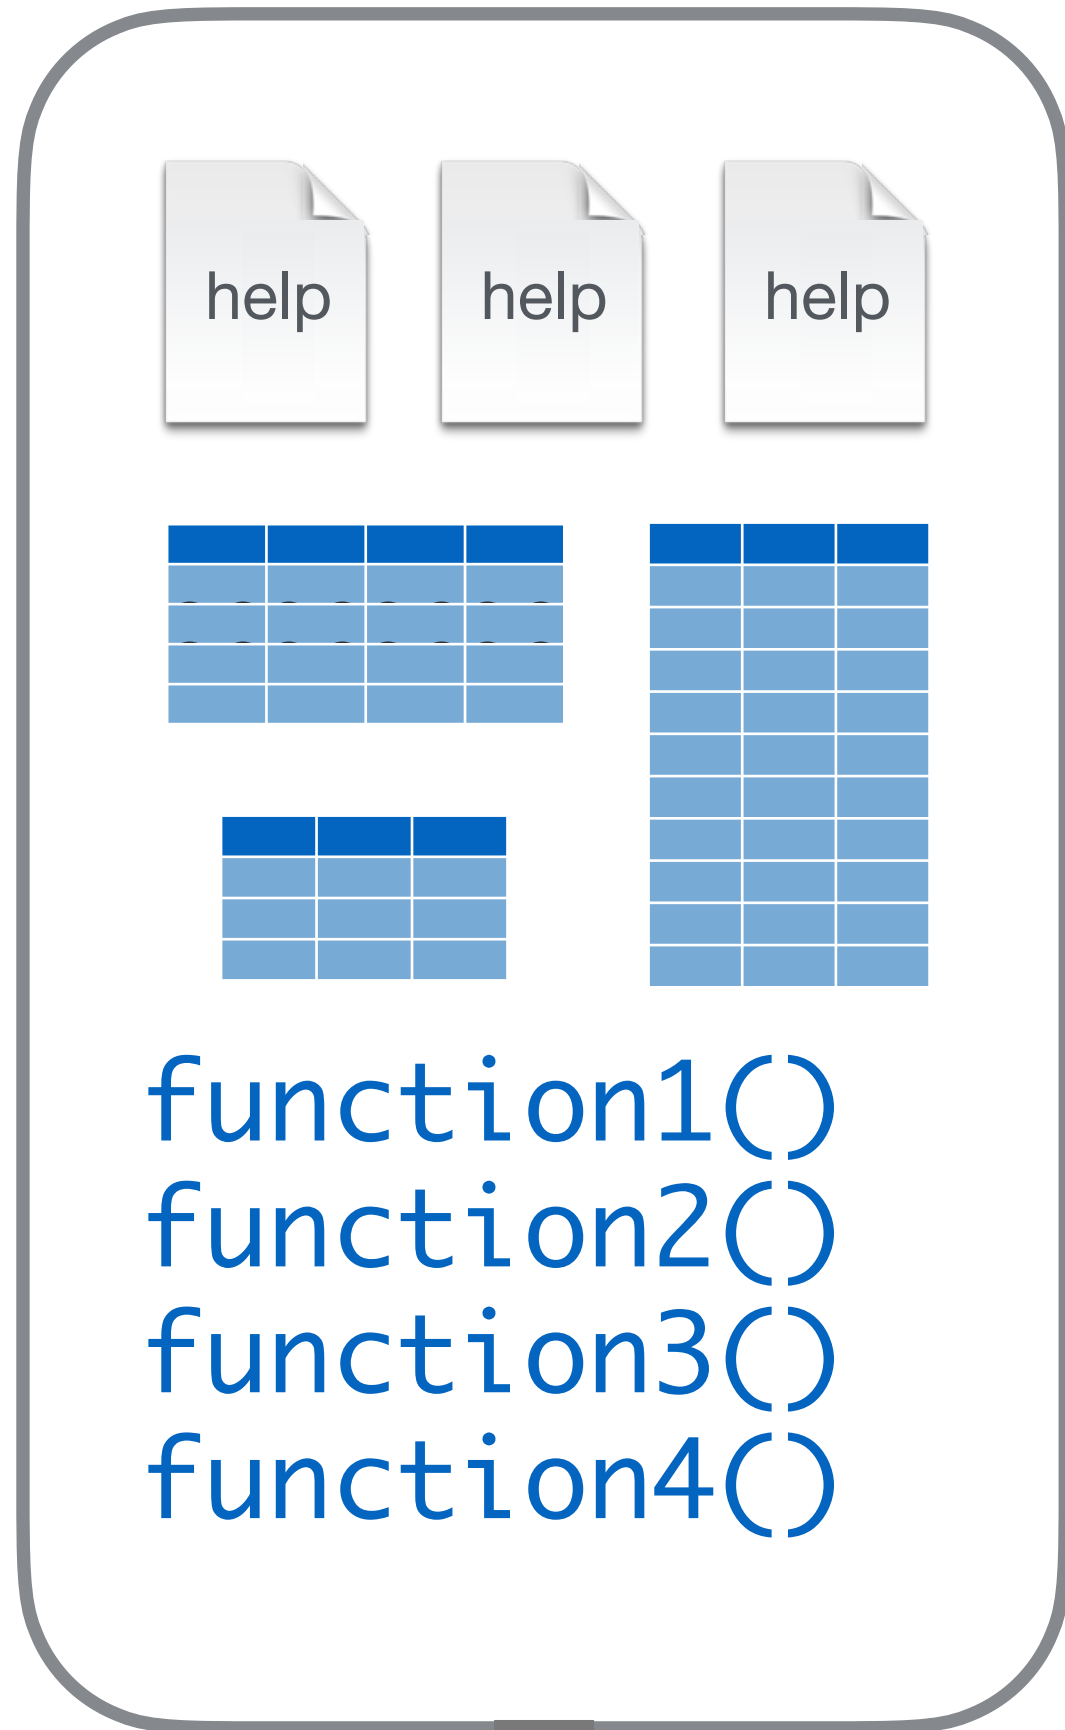 help help help
function1()
function2()
function3()
function4()